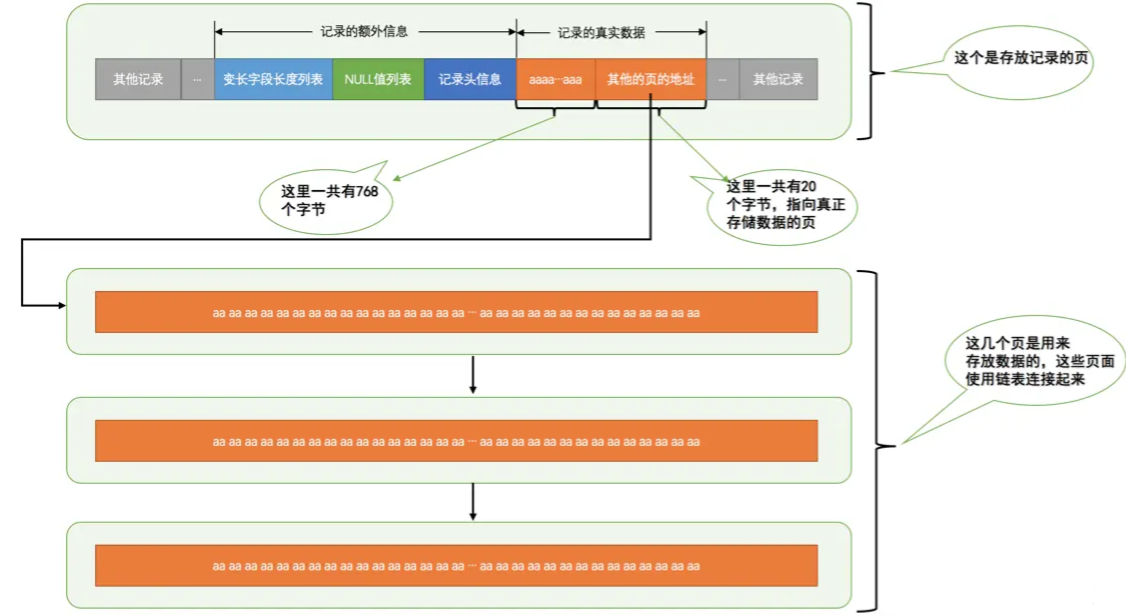 记录的额外信息
记录的真实数据
其他记录
...
变长字段长度列表
NULL值列表
记录头信息
aaaa···aaa
其他的页的地址
...
其他记录
这个是存放记录的页
这里一共有768
个字节
这里一共有20
个字节，指向真正
存储数据的页
aa aa aa aa aa aa aa aa aa aa aa aa aa aa aa aa ··· aa aa aa aa aa aa aa aa aa aa aa aa aa aa
这几个页是用来
存放数据的，这些页面
使用链表连接起来
aa aa aa aa aa aa aa aa aa aa aa aa aa aa aa aa ··· aa aa aa aa aa aa aa aa aa aa aa aa aa aa
aa aa aa aa aa aa aa aa aa aa aa aa aa aa aa aa ··· aa aa aa aa aa aa aa aa aa aa aa aa aa aa